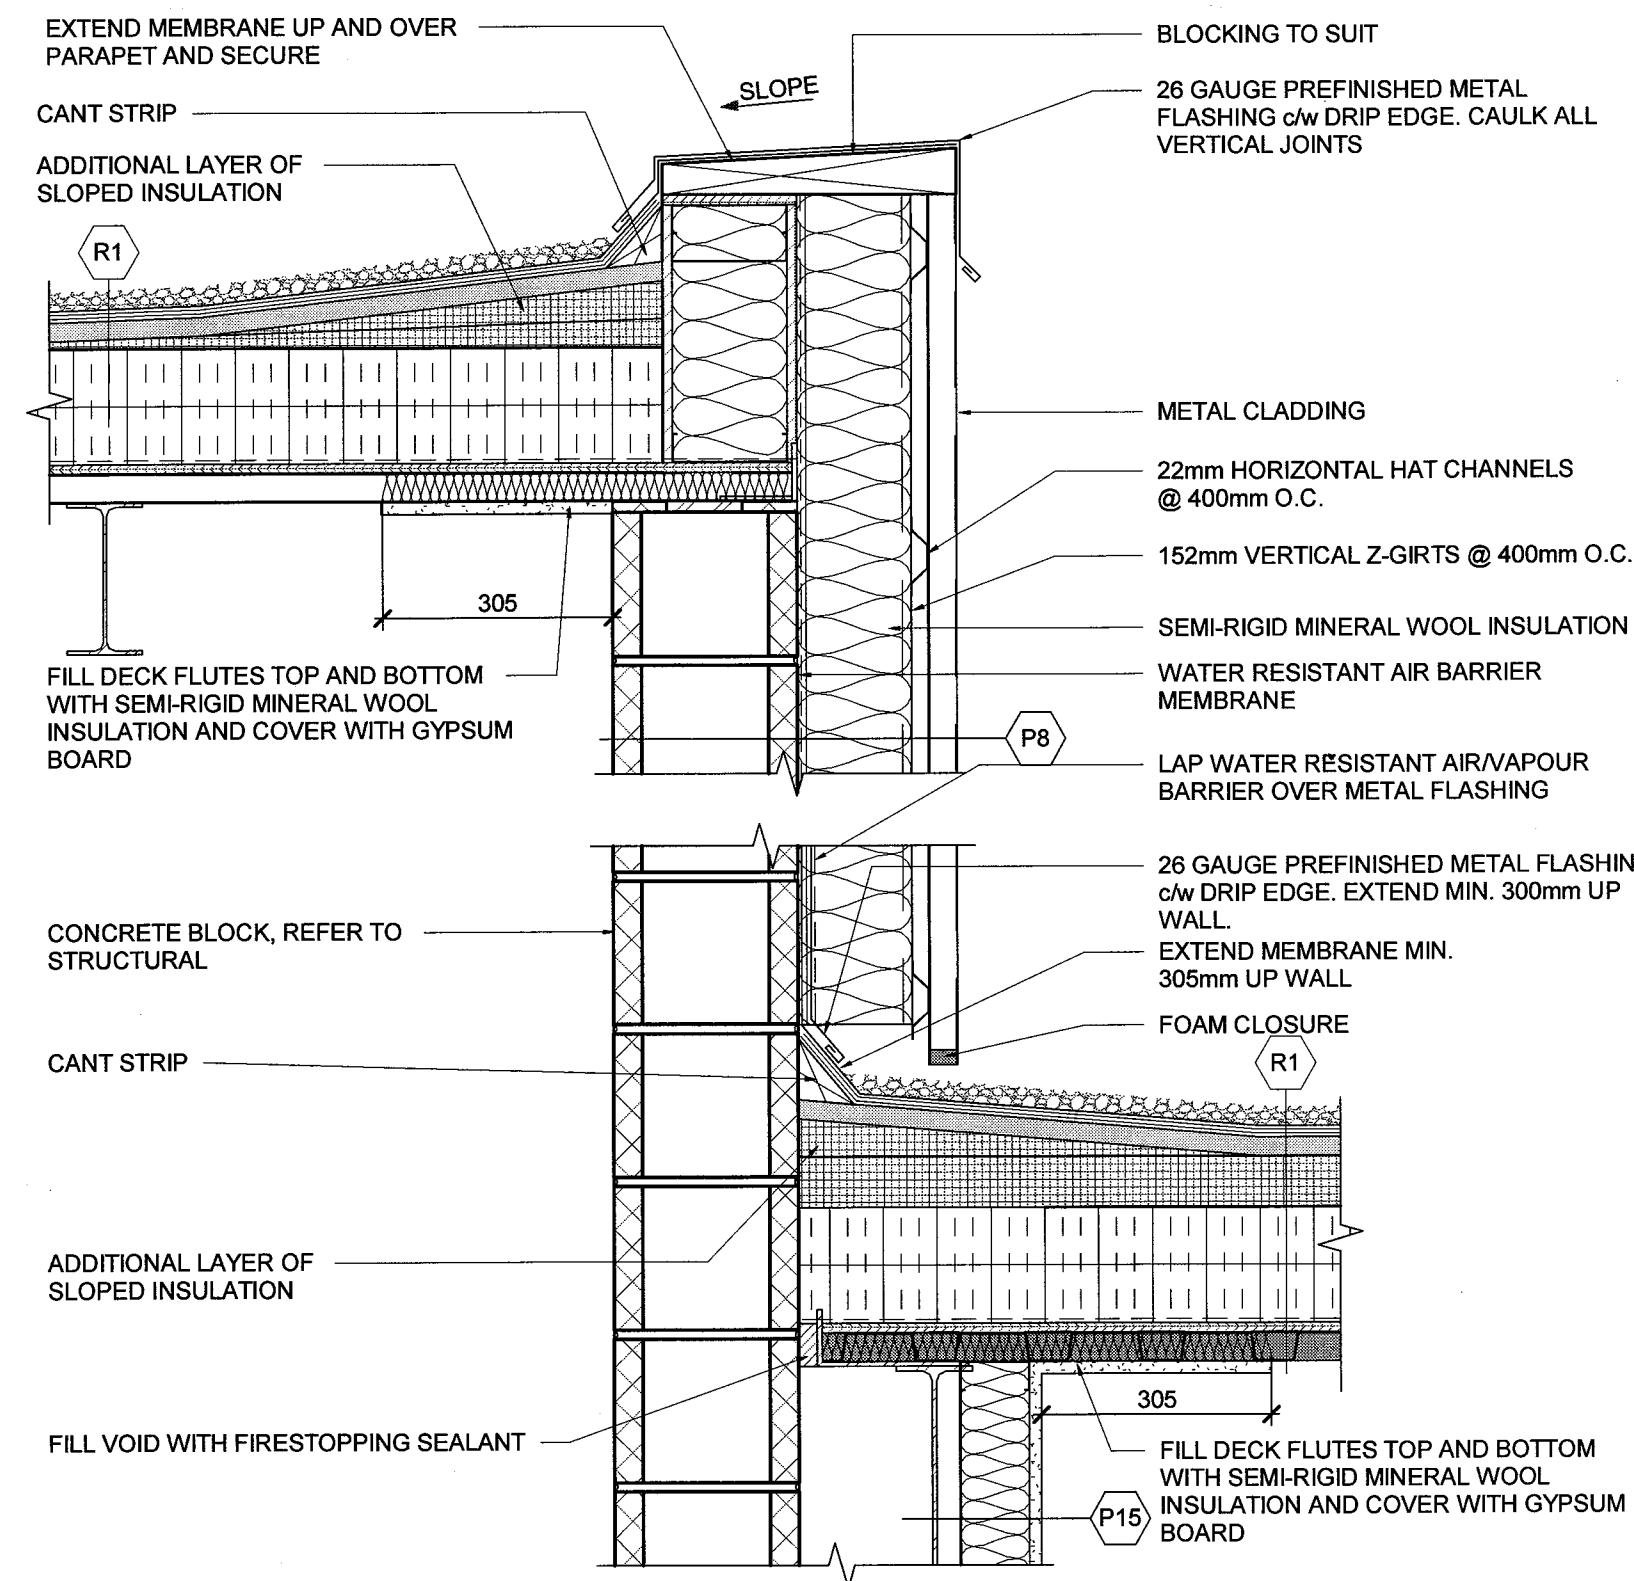 EXTEND MEMBRANE UP AND OVER
PARAPET AND SECURE
CANT STRIP
ADDITIONAL LAYER OF
SLOPED INSULATION
R1
SLOPE
BLOCKING TO SUIT
26 GAUGE PREFINISHED METAL
FLASHING c/w DRIP EDGE. CAULK ALL
VERTICAL JOINTS
METAL CLADDING
22mm HORIZONTAL HAT CHANNELS
@ 400mm O.C.
152mm VERTICAL Z-GIRTS @ 400mm O.C.
305
SEMI-RIGID MINERAL WOOL INSULATION
FILL DECK FLUTES TOP AND BOTTOM
WITH SEMI-RIGID MINERAL WOOL
INSULATION AND COVER WITH GYPSUM
BOARD
WATER RESISTANT AIR BARRIER
MEMBRANE
P8
LAP WATER RESISTANT AIR/VAPOUR
BARRIER OVER METAL FLASHING
26 GAUGE PREFINISHED METAL FLASHIN
c/w DRIP EDGE. EXTEND MIN. 300mm UP
WALL.
CONCRETE BLOCK, REFER TO
STRUCTURAL
EXTEND MEMBRANE MIN.
305mm UP WALL
FOAM CLOSURE
R1
CANT STRIP
ADDITIONAL LAYER OF
SLOPED INSULATION
305
FILL VOID WITH FIRESTOPPING SEALANT
FILL DECK FLUTES TOP AND BOTTOM
WITH SEMI-RIGID MINERAL WOOL
INSULATION AND COVER WITH GYPSUM
BOARD
P15